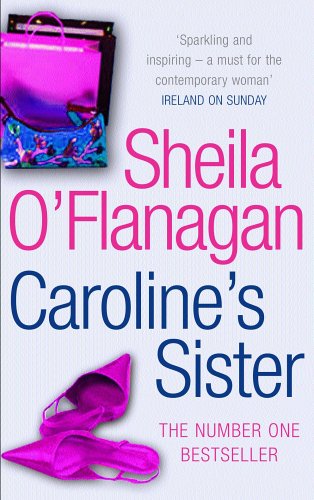 'Sparkling and
inspiring – a must for the
contemporary woman'
IRELAND ON SUNDAY
Sheila
O'Flanagan
Caroline's
Sister
THE NUMBER ONE
BESTSELLER